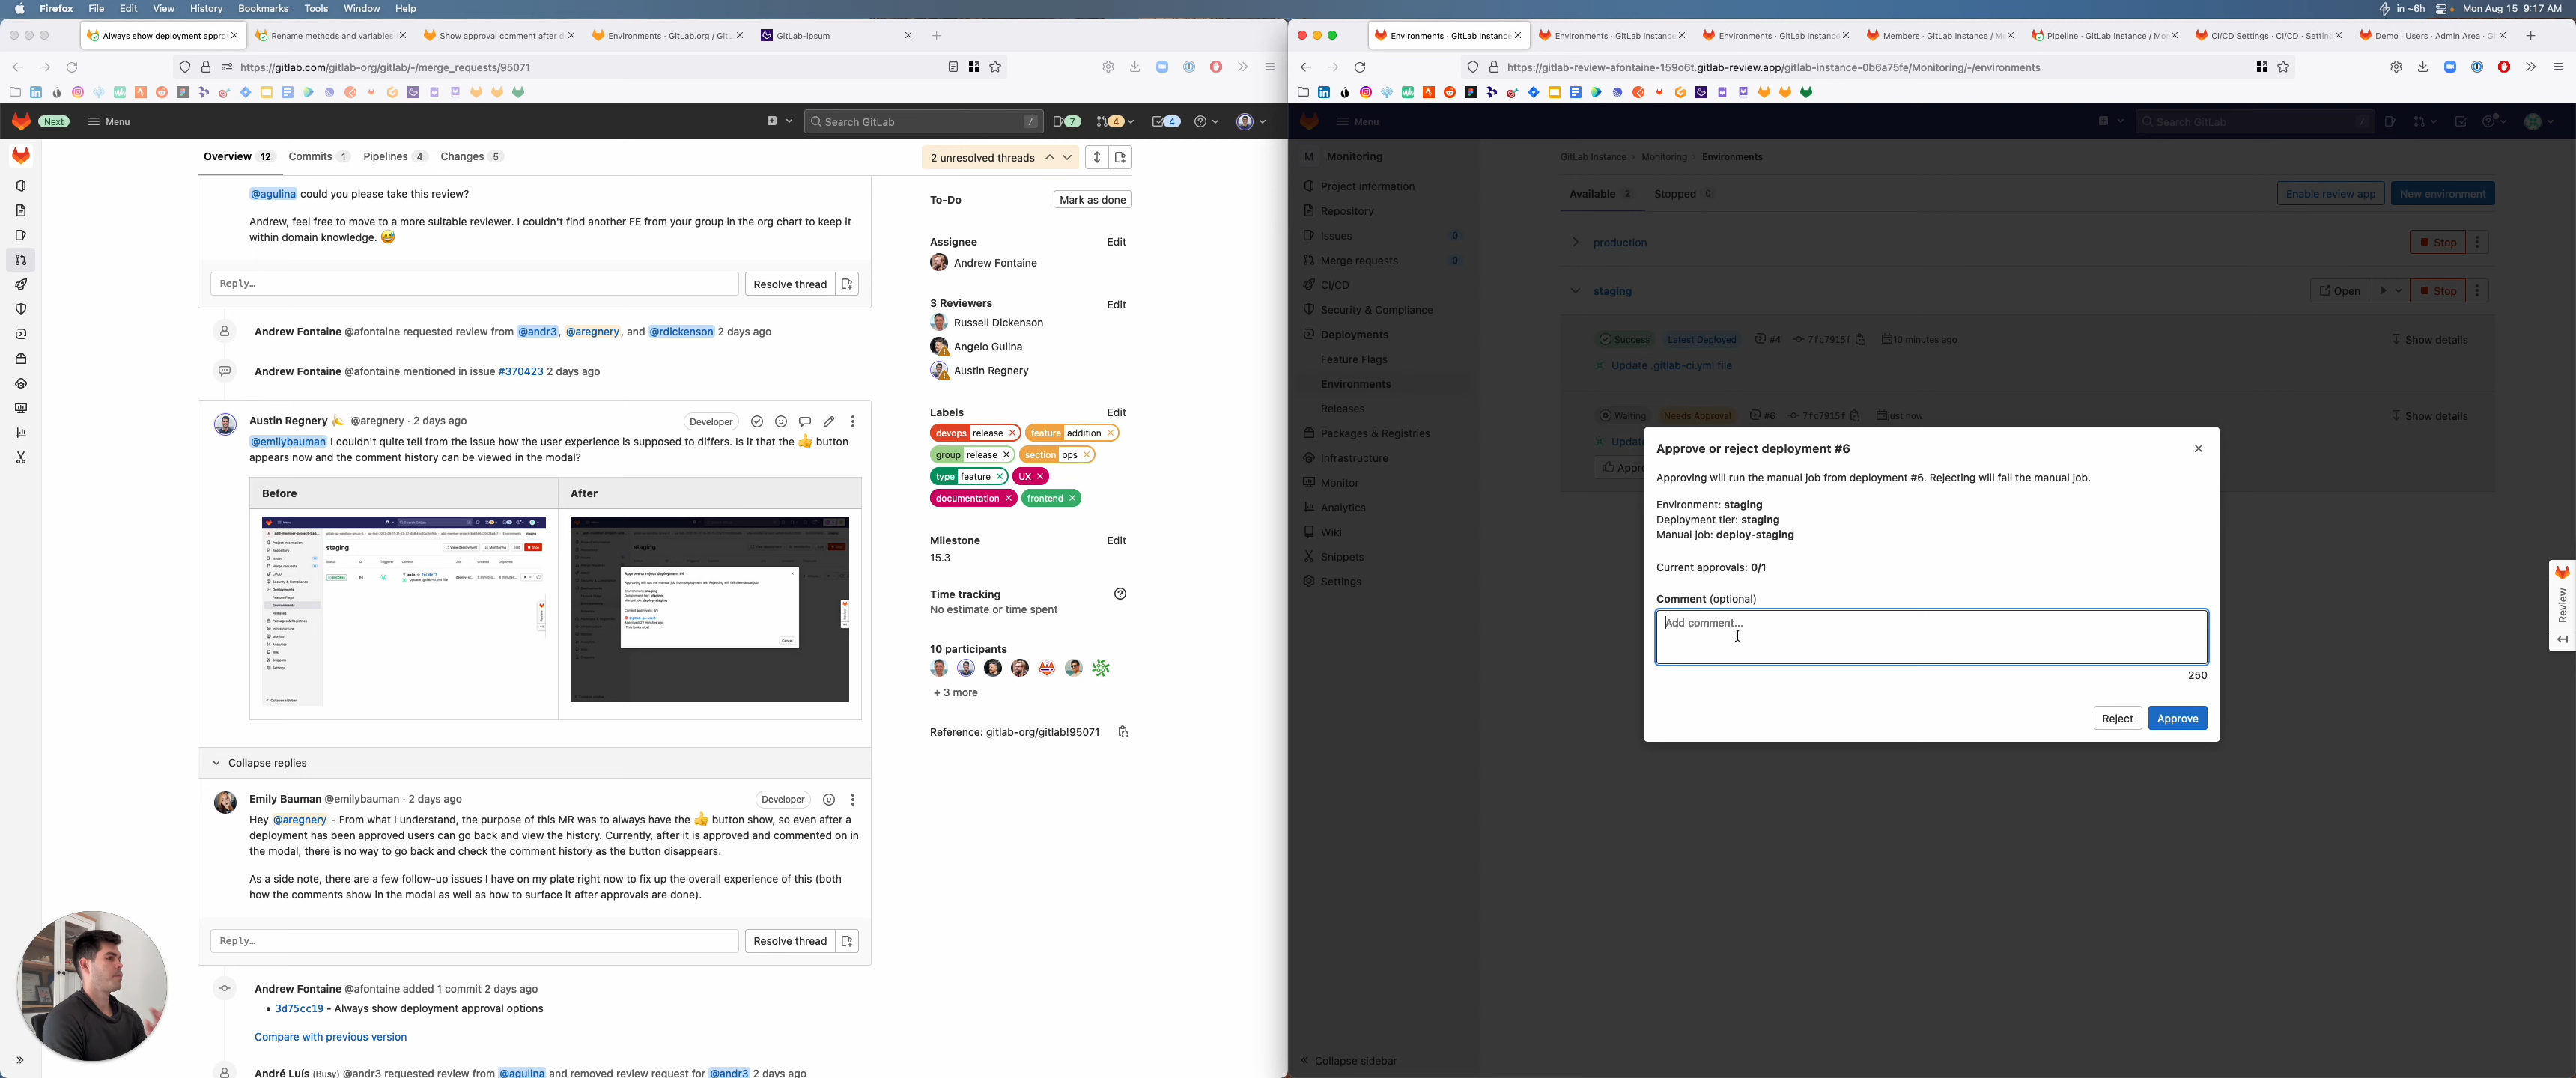 Firefox File Edit View History Bookmarks Tools Window Help
in ~6h Mon Aug 15 9:17 AM
Always show deployment appro
Rename methods and variables
Show approval comment after d
Environments · GitLab.org / GitL
GitLab-ipsum
https://gitlab.com/gitlab-org/gitlab/-/merge_requests/95071
Next Menu
Search GitLab /
7 4 4
Overview 12 Commits 1 Pipelines 4 Changes 5
2 unresolved threads
@agulina could you please take this review?
Andrew, feel free to move to a more suitable reviewer. I couldn't find another FE from your group in the org chart to keep it
within domain knowledge. 😅
Reply…
Resolve thread
Andrew Fontaine @afontaine requested review from @andr3, @aregnery, and @rdickenson 2 days ago
Andrew Fontaine @afontaine mentioned in issue #370423 2 days ago
Austin Regnery 🍌 @aregnery · 2 days ago
Developer
@emilybauman I couldn't quite tell from the issue how the user experience is supposed to differs. Is it that the 👍 button
appears now and the comment history can be viewed in the modal?
Before After
Collapse replies
Emily Bauman @emilybauman · 2 days ago
Developer
Hey @aregnery - From what I understand, the purpose of this MR was to always have the 👍 button show, so even after a
deployment has been approved users can go back and view the history. Currently, after it is approved and commented on in
the modal, there is no way to go back and check the comment history as the button disappears.
As a side note, there are a few follow-up issues I have on my plate right now to fix up the overall experience of this (both
how the comments show in the modal as well as how to surface it after approvals are done).
Reply…
Resolve thread
Andrew Fontaine @afontaine added 1 commit 2 days ago
• 3d75cc19 - Always show deployment approval options
Compare with previous version
André Luís (Busy) @andr3 requested review from @agulina and removed review request for @andr3 2 days ago
To-Do
Mark as done
Assignee Edit
Andrew Fontaine
3 Reviewers Edit
Russell Dickenson
Angelo Gulina
Austin Regnery
Labels Edit
devops release feature addition
group release section ops
type feature UX
documentation frontend
Milestone Edit
15.3
Time tracking
No estimate or time spent
10 participants
+ 3 more
Reference: gitlab-org/gitlab!95071
Environments · GitLab Instance
Environments · GitLab Instance
Environments · GitLab Instance
Members · GitLab Instance / M
Pipeline · GitLab Instance / Mo
CI/CD Settings · CI/CD · Setting
Demo · Users · Admin Area · Gi
https://gitlab-review-afontaine-159o6t.gitlab-review.app/gitlab-instance-0b6a75fe/Monitoring/-/environments
Menu
Search GitLab /
M Monitoring
Project information
Repository
Issues 0
Merge requests 0
CI/CD
Security & Compliance
Deployments
Feature Flags
Environments
Releases
Packages & Registries
Infrastructure
Monitor
Analytics
Wiki
Snippets
Settings
Collapse sidebar
GitLab Instance › Monitoring › Environments
Available 2 Stopped 0
Enable review app New environment
production
Stop
staging
Open Stop
Success Latest Deployed #4 7fc7915f 10 minutes ago
Show details
Update .gitlab-ci.yml file
Waiting Needs Approval #6 7fc7915f just now
Show details
Approve or reject deployment #6
Approving will run the manual job from deployment #6. Rejecting will fail the manual job.
Environment: staging
Deployment tier: staging
Manual job: deploy-staging
Current approvals: 0/1
Comment (optional)
Add comment...
250
Reject Approve
Review